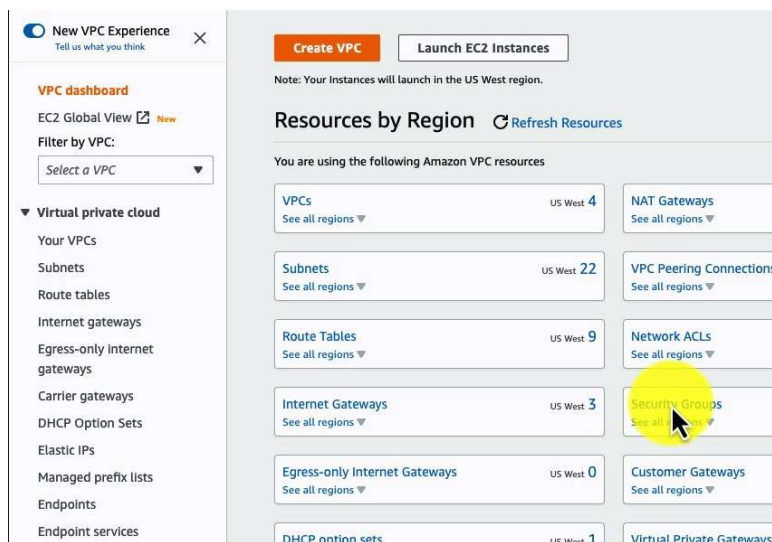 New VPC Experience
Tell us what you think
VPC dashboard
EC2 Global View New
Filter by VPC:
Select a VPC
Virtual private cloud
Your VPCs
Subnets
Route tables
Internet gateways
Egress-only internet
gateways
Carrier gateways
DHCP Option Sets
Elastic IPs
Managed prefix lists
Endpoints
Endpoint services
Create VPC
Launch EC2 Instances
Note: Your Instances will launch in the US West region.
Resources by Region Refresh Resources
You are using the following Amazon VPC resources
VPCs US West 4
See all regions
NAT Gateways
See all regions
Subnets US West 22
See all regions
VPC Peering Connections
See all regions
Route Tables US West 9
See all regions
Network ACLs
See all regions
Internet Gateways US West 3
See all regions
Security Groups
See all regions
Egress-only Internet Gateways US West 0
See all regions
Customer Gateways
See all regions
DHCP option sets US West 1
Virtual Private Gateways